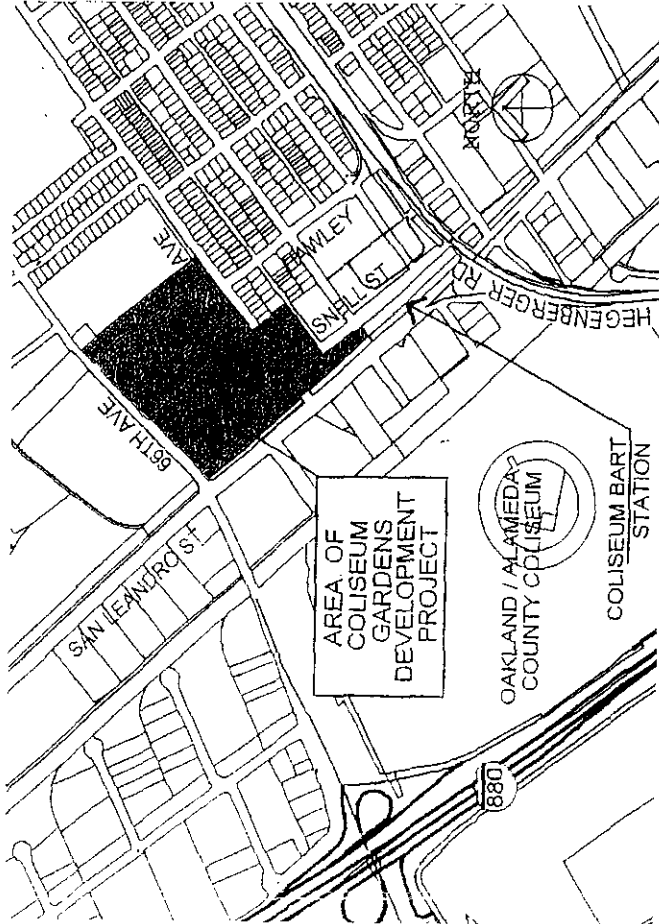 66TH AVE
AVE
HAWLEY
SNELL ST
NORTH
SAN LEANDRO ST
HEGENBERGER RD
AREA OF
COLISEUM
GARDENS
DEVELOPMENT
PROJECT
OAKLAND / ALAMEDA
COUNTY COLISEUM
COLISEUM BART
STATION
880